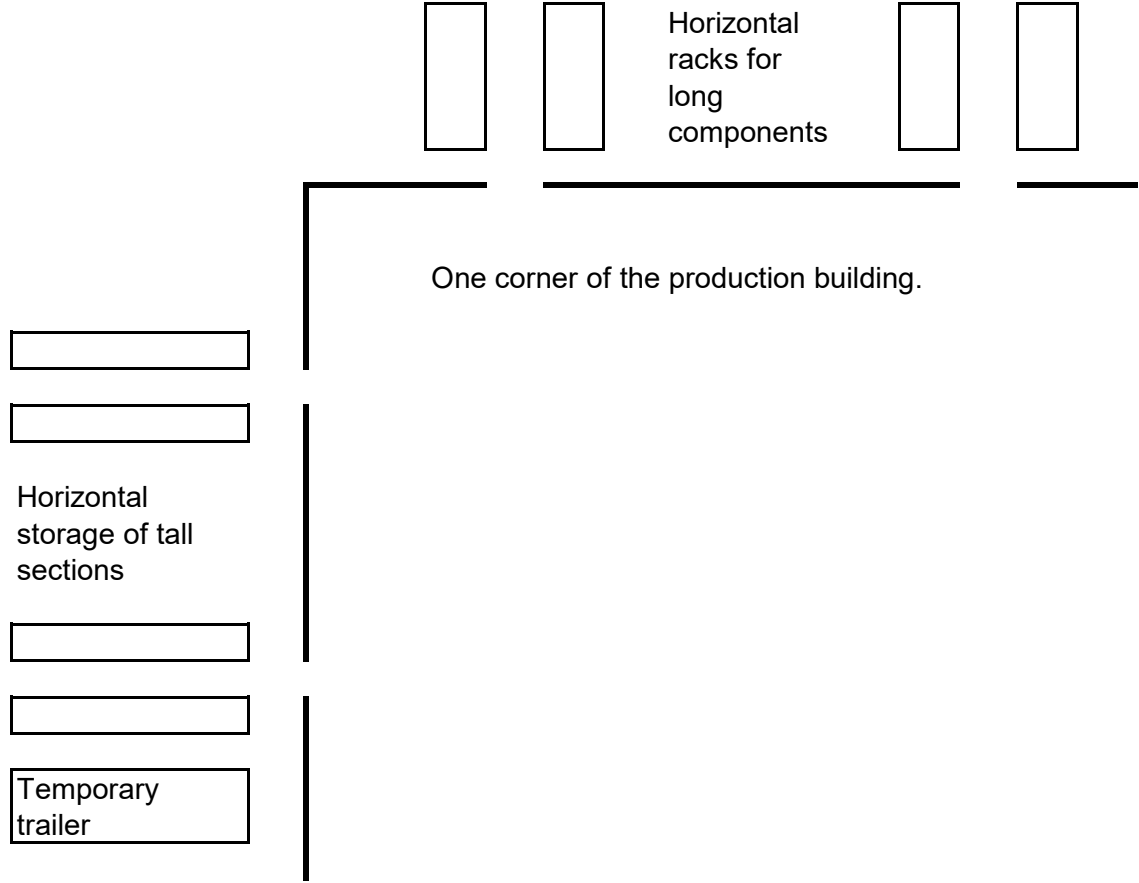 Horizontal
racks for
long
components
One corner of the production building.
Horizontal
storage of tall
sections
Temporary
trailer